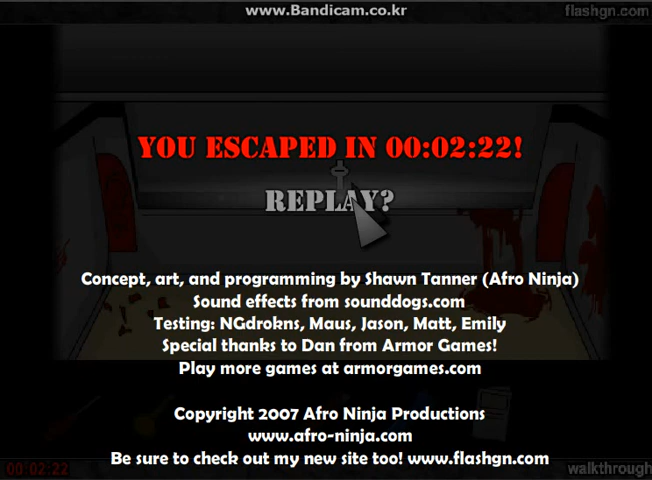 www.Bandicam.co.kr
flashgn.com
YOU ESCAPED IN 00:02:22!
REPLAY?
Concept, art, and programming by Shawn Tanner (Afro Ninja)
Sound effects from sounddogs.com
Testing: NGdrokns, Maus, Jason, Matt, Emily
Special thanks to Dan from Armor Games!
Play more games at armorgames.com
Copyright 2007 Afro Ninja Productions
www.afro-ninja.com
Be sure to check out my new site too! www.flashgn.com
00:02:22
walkthrough